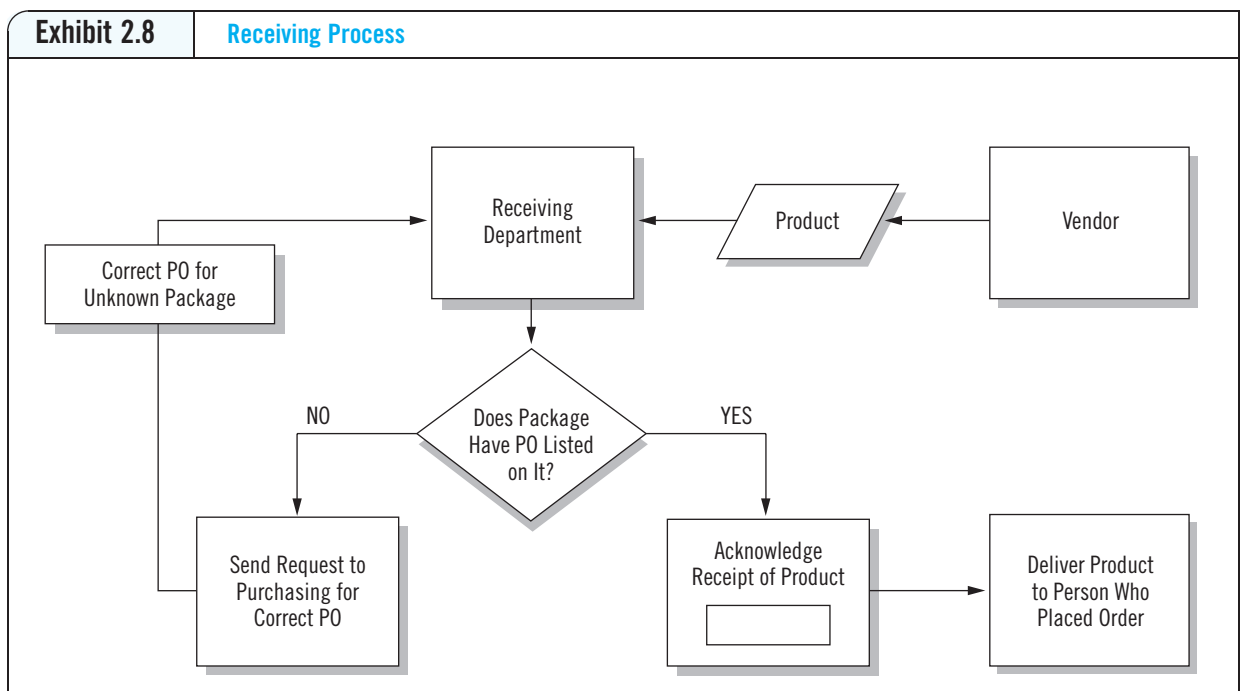 Exhibit 2.8
Receiving Process
Receiving
Department
Product
Vendor
Correct PO for
Unknown Package
NO
Does Package
Have PO Listed
on It?
YES
Send Request to
Purchasing for
Correct PO
Acknowledge
Receipt of Product
Deliver Product
to Person Who
Placed Order